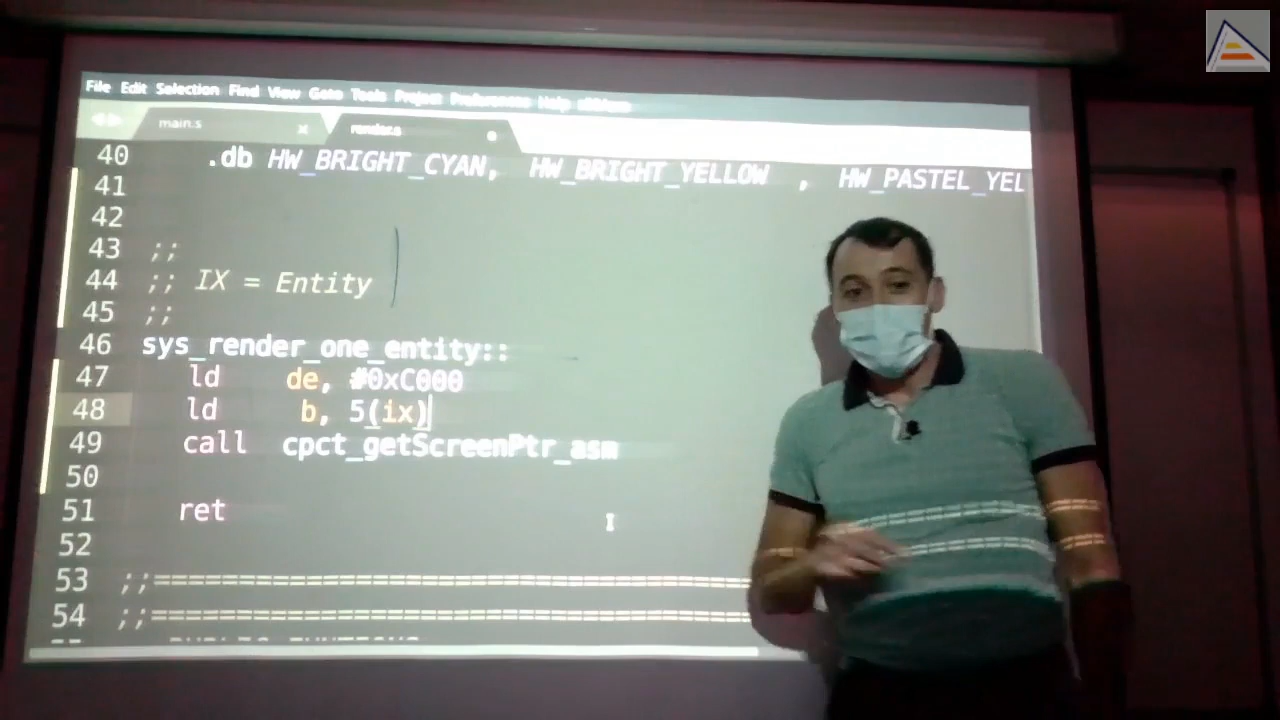 File Edit Selection Find View Goto Tools Project Preferences Help
main.s x render.s
40 .db HW_BRIGHT_CYAN, HW_BRIGHT_YELLOW , HW_PASTEL_YEL
41
42
43 ;;
44 ;; IX = Entity
45 ;;
46 sys_render_one_entity::
47 ld de, #0xC000
48 ld b, 5(ix)
49 call cpct_getScreenPtr_asm
50
51 ret
52
53 ;;=====================================================
54 ;;=====================================================